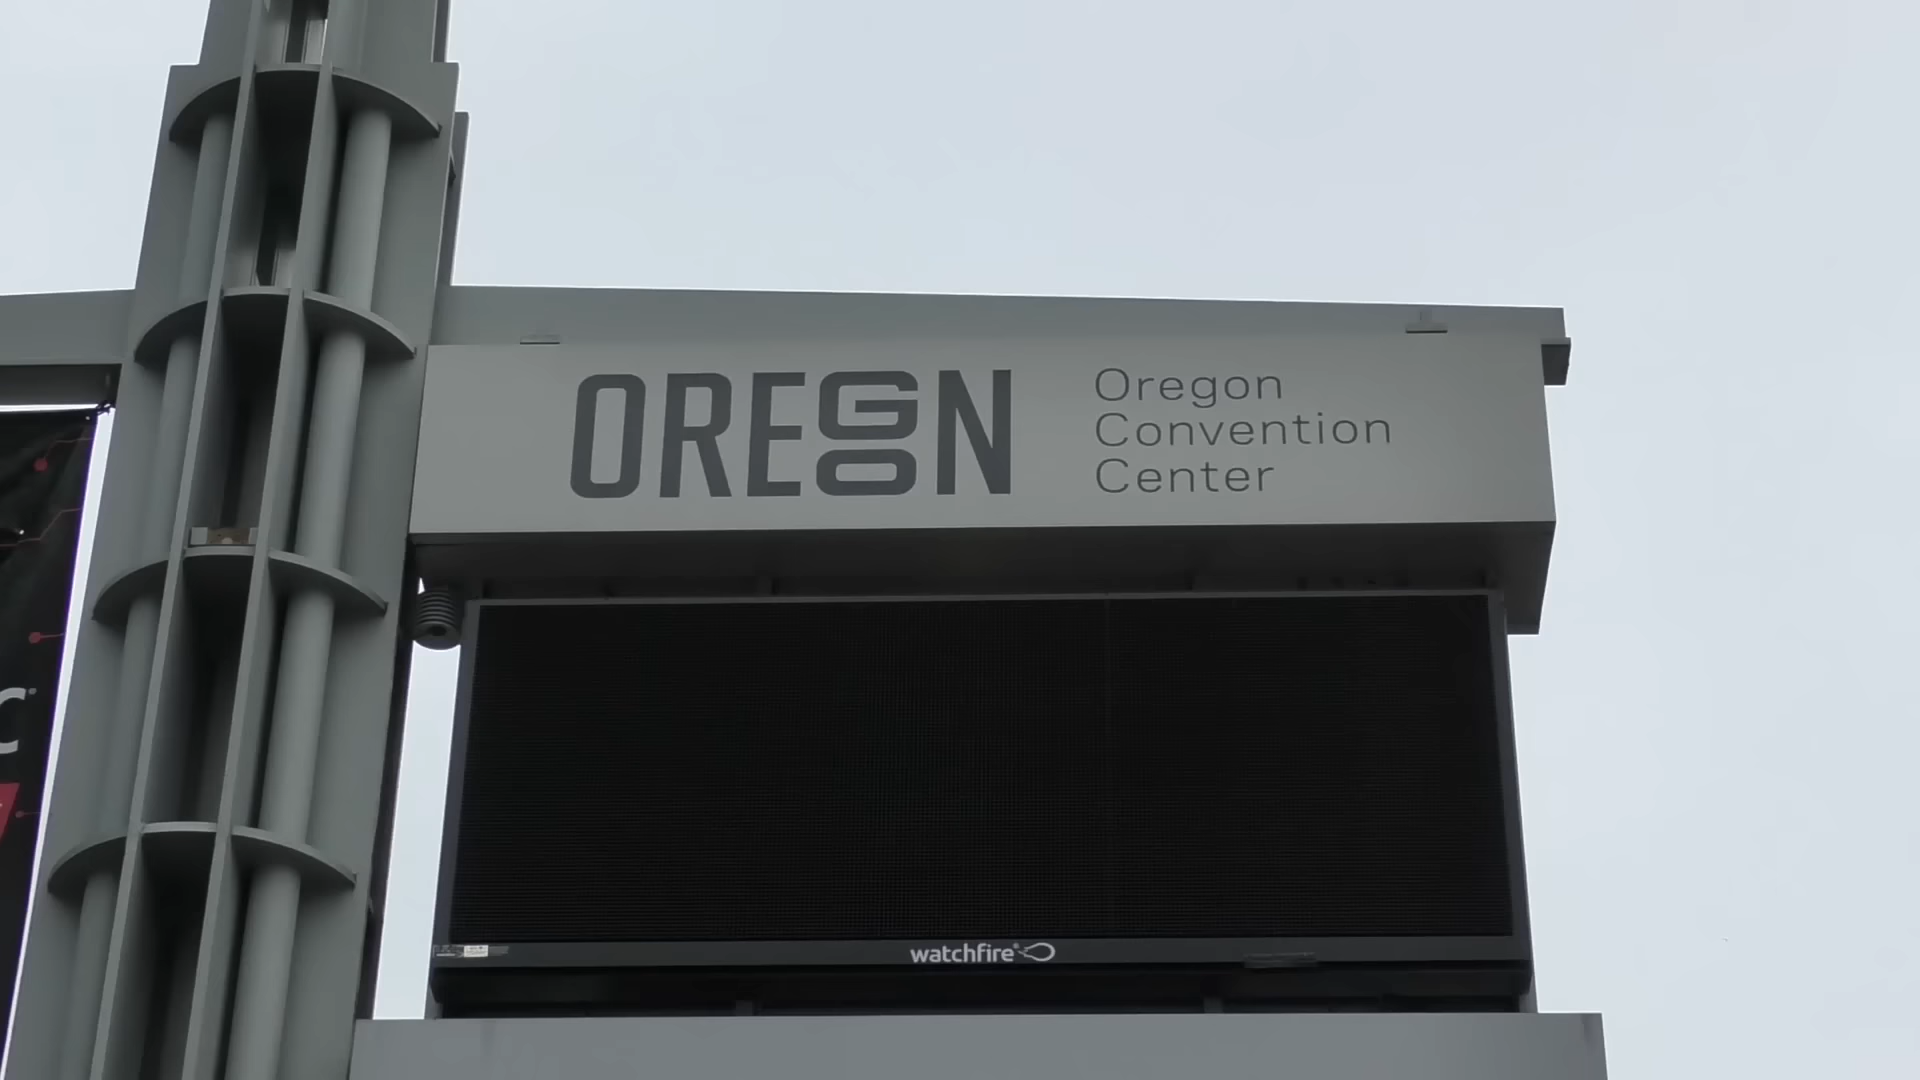 OREGON
Oregon
Convention
Center
watchfire
C